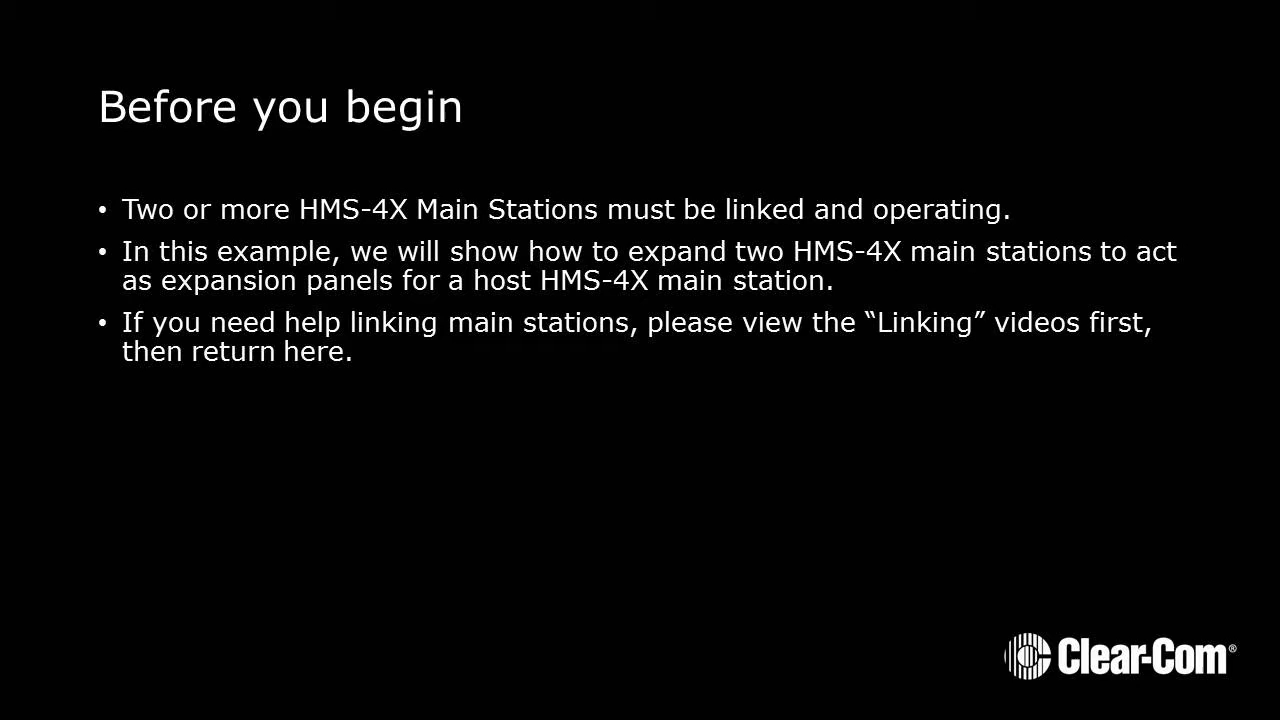 Before you begin
• Two or more HMS-4X Main Stations must be linked and operating.
• In this example, we will show how to expand two HMS-4X main stations to act
as expansion panels for a host HMS-4X main station.
• If you need help linking main stations, please view the “Linking” videos first,
then return here.
Clear-Com®